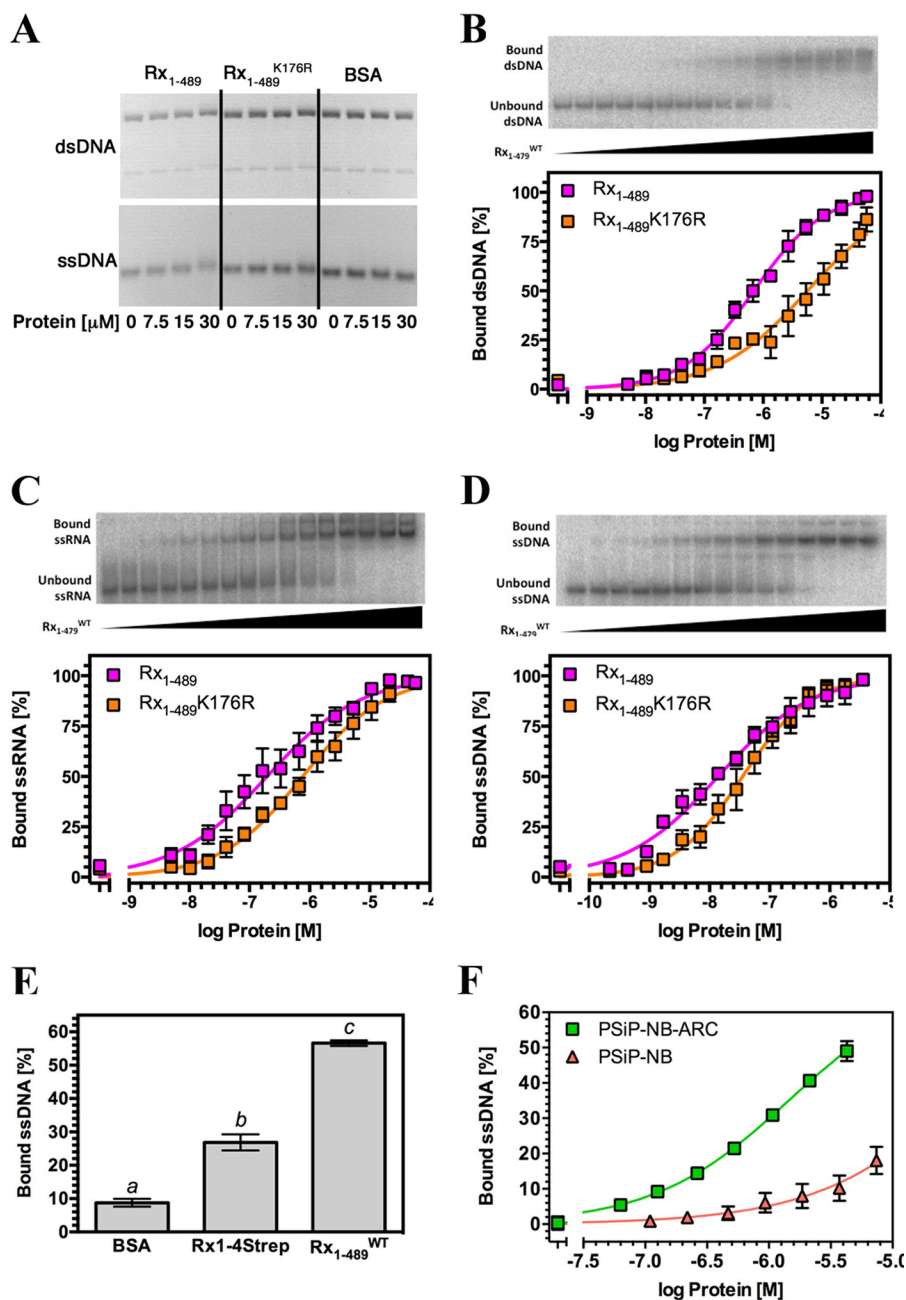 A
Rx1-489 Rx1-489K176R BSA
dsDNA
ssDNA
Protein [μM] 0 7.5 15 30 0 7.5 15 30 0 7.5 15 30
B
Bound dsDNA
Unbound dsDNA
Rx1-479WT
Rx1-489
Rx1-489K176R
Bound dsDNA [%]
100
75
50
25
0
-9 -8 -7 -6 -5 -4
log Protein [M]
C
Bound ssRNA
Unbound ssRNA
Rx1-479WT
Rx1-489
Rx1-489K176R
Bound ssRNA [%]
100
75
50
25
0
-9 -8 -7 -6 -5 -4
log Protein [M]
D
Bound ssDNA
Unbound ssDNA
Rx1-479WT
Rx1-489
Rx1-489K176R
Bound ssDNA [%]
100
75
50
25
0
-10 -9 -8 -7 -6 -5
log Protein [M]
E
Bound ssDNA [%]
60
50
40
30
20
10
0
a b c
BSA Rx1-4Strep Rx1-489WT
F
PSiP-NB-ARC
PSiP-NB
Bound ssDNA [%]
60
50
40
30
20
10
0
-7.5 -7.0 -6.5 -6.0 -5.5 -5.0
log Protein [M]